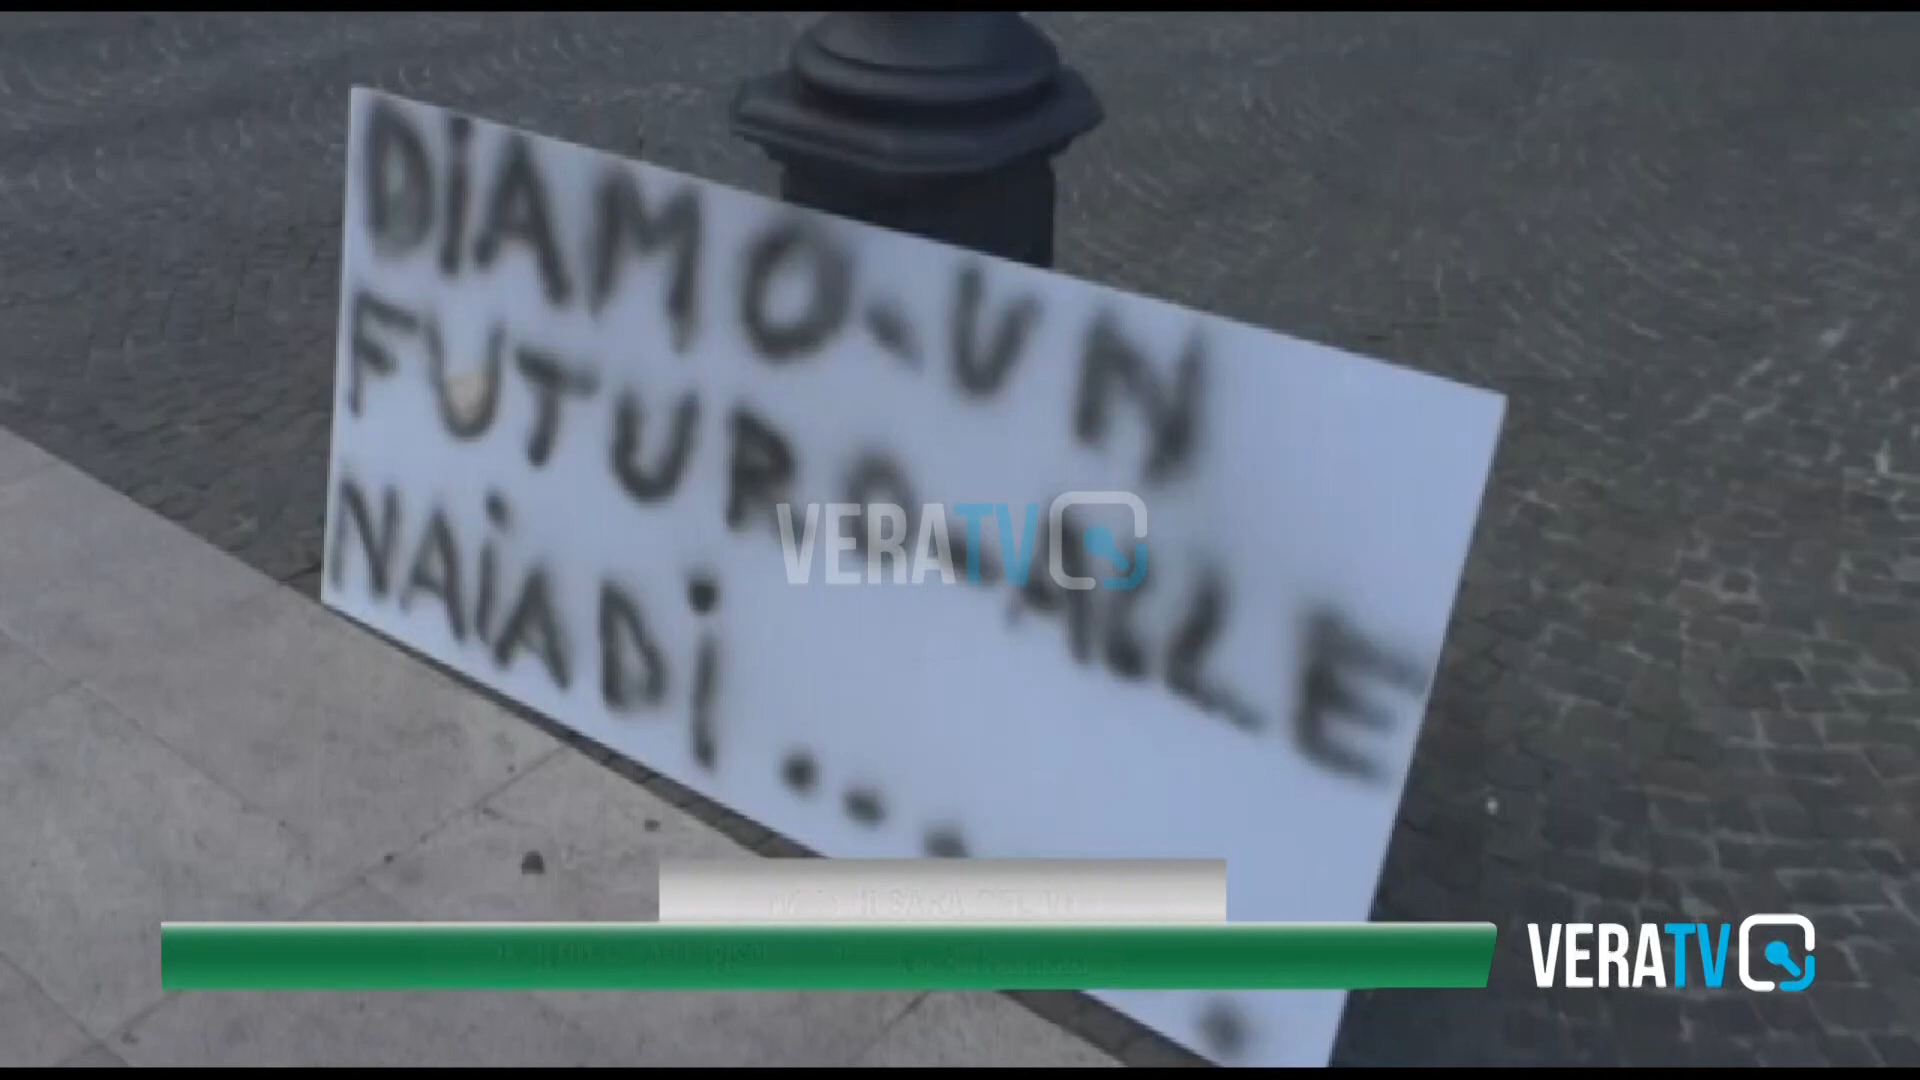 DIAMO-UN
FUTURO ALLE
NAIADI....
VERATV
VERATV